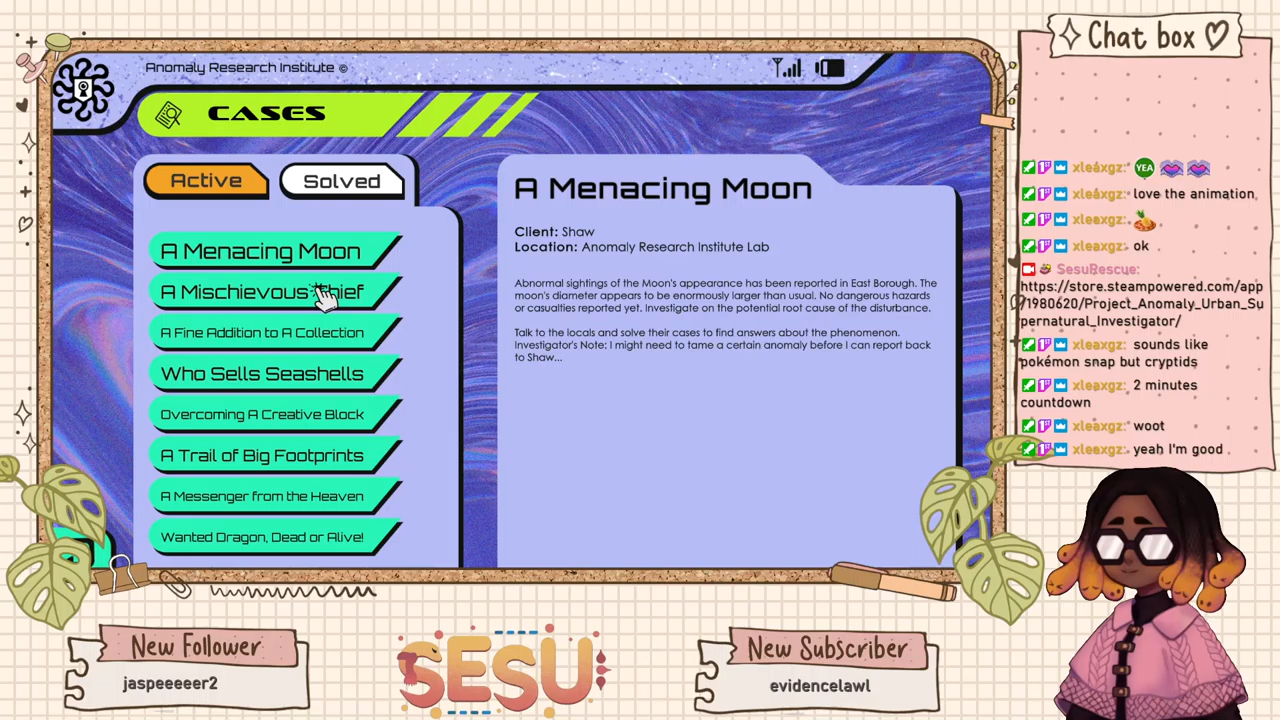 Anomaly Research Institute ©
CASES
Active
Solved
A Menacing Moon
A Mischievous Thief
A Fine Addition to A Collection
Who Sells Seashells
Overcoming A Creative Block
A Trail of Big Footprints
A Messenger from the Heaven
Wanted Dragon, Dead or Alive!
A Menacing Moon
Client: Shaw
Location: Anomaly Research Institute Lab
Abnormal sightings of the Moon's appearance has been reported in East Borough. The
moon's diameter appears to be enormously larger than usual. No dangerous hazards
or casualties reported yet. Investigate on the potential root cause of the disturbance.
Talk to the locals and solve their cases to find answers about the phenomenon.
Investigator's Note: I might need to tame a certain anomaly before I can report back
to Shaw...
Chat box
xleaxgz: YEA
xleaxgz: love the animation
xleaxgz:
xleaxgz: ok
SesuRescue:
https://store.steampowered.com/app
/1980620/Project_Anomaly_Urban_Su
pernatural_Investigator/
xleaxgz: sounds like
pokémon snap but cryptids
xleaxgz: 2 minutes
countdown
xleaxgz: woot
xleaxgz: yeah I'm good
New Follower
jaspeeeeer2
SESU
New Subscriber
evidencelawl